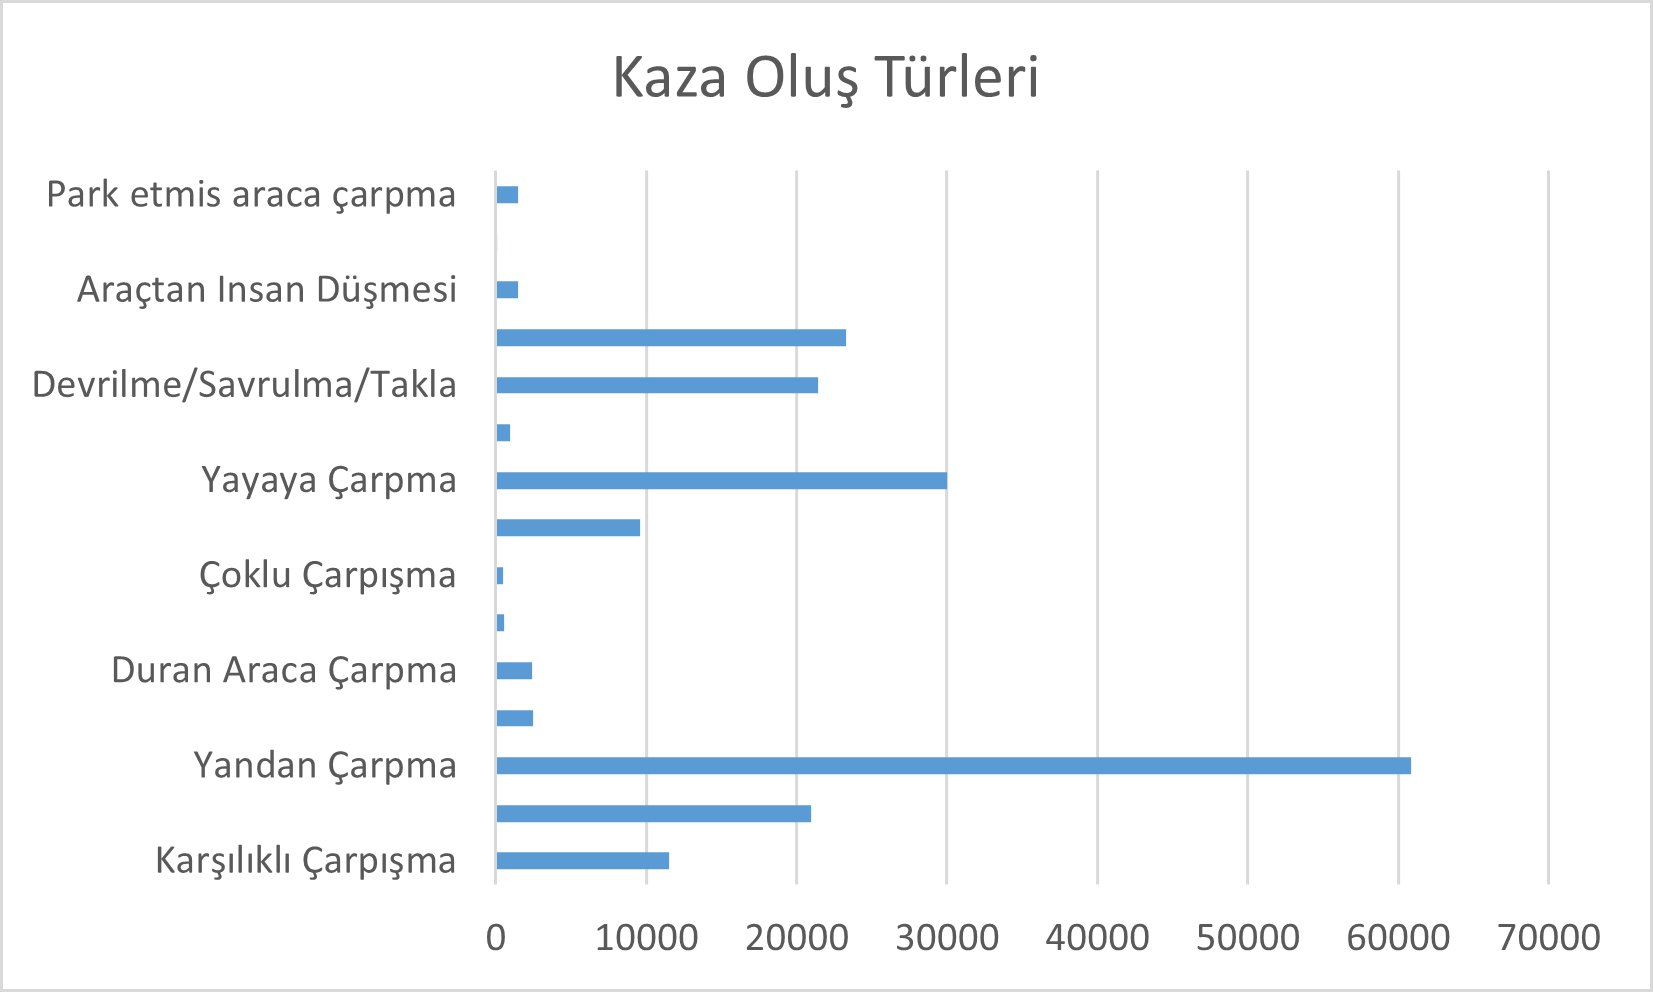 Kaza Oluş Türleri
Park etmis araca çarpma
Araçtan Insan Düşmesi
Devrilme/Savrulma/Takla
Yayaya Çarpma
Çoklu Çarpışma
Duran Araca Çarpma
Yandan Çarpma
Karşılıklı Çarpışma
0 10000 20000 30000 40000 50000 60000 70000